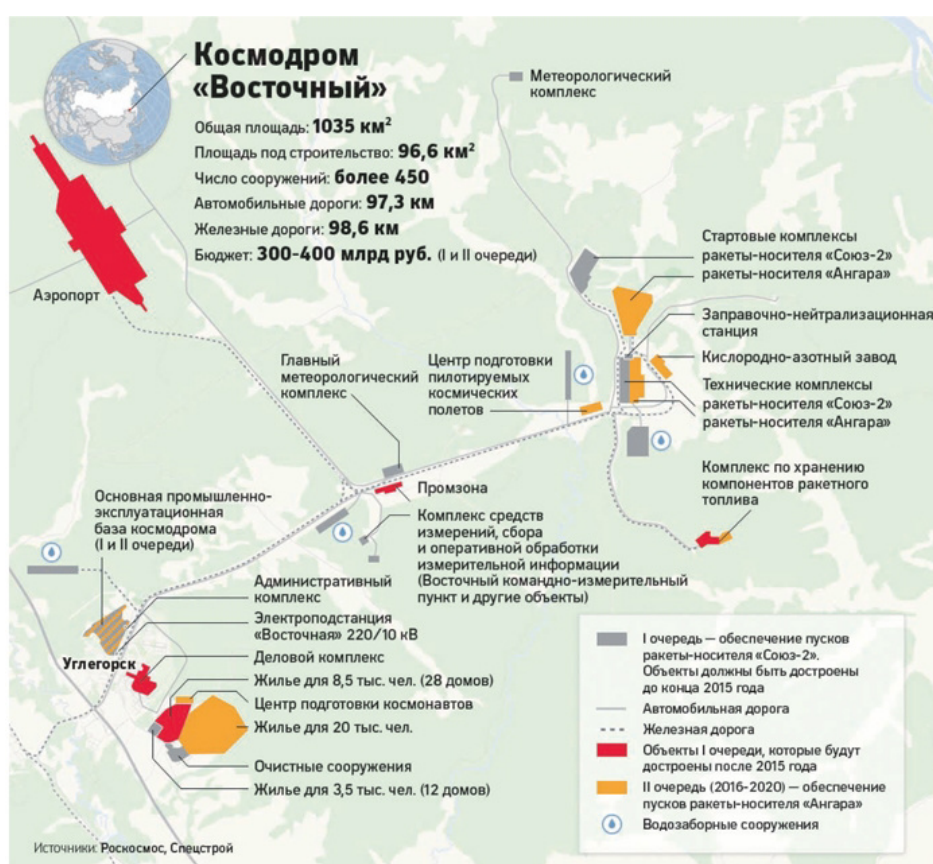 Космодром
«Восточный»
Общая площадь: 1035 км²
Площадь под строительство: 96,6 км²
Число сооружений: более 450
Автомобильные дороги: 97,3 км
Железные дороги: 98,6 км
Бюджет: 300-400 млрд руб. (I и II очереди)
Метеорологический
комплекс
Аэропорт
Стартовые комплексы
ракеты-носителя «Союз-2»
ракеты-носителя «Ангара»
Заправочно-нейтрализационная
станция
Кислородно-азотный завод
Технические комплексы
ракеты-носителя «Союз-2»
ракеты-носителя «Ангара»
Главный
метеорологический
комплекс
Центр подготовки
пилотируемых
космических
полетов
Комплекс по хранению
компонентов ракетного
топлива
Промзона
Комплекс средств
измерений, сбора
и оперативной обработки
измерительной информации
(Восточный командно-измерительный
пункт и другие объекты)
Основная промышленно-
эксплуатационная
база космодрома
(I и II очереди)
Административный
комплекс
Электроподстанция
«Восточная» 220/10 кВ
Углегорск
Деловой комплекс
Жилье для 8,5 тыс. чел. (28 домов)
Центр подготовки космонавтов
Жилье для 20 тыс. чел.
Очистные сооружения
Жилье для 3,5 тыс. чел. (12 домов)
I очередь — обеспечение пусков
ракеты-носителя «Союз-2».
Объекты должны быть достроены
до конца 2015 года
Автомобильная дорога
Железная дорога
Объекты I очереди, которые будут
достроены после 2015 года
II очередь (2016-2020) — обеспечение
пусков ракеты-носителя «Ангара»
Водозаборные сооружения
Источники: Роскосмос, Спецстрой